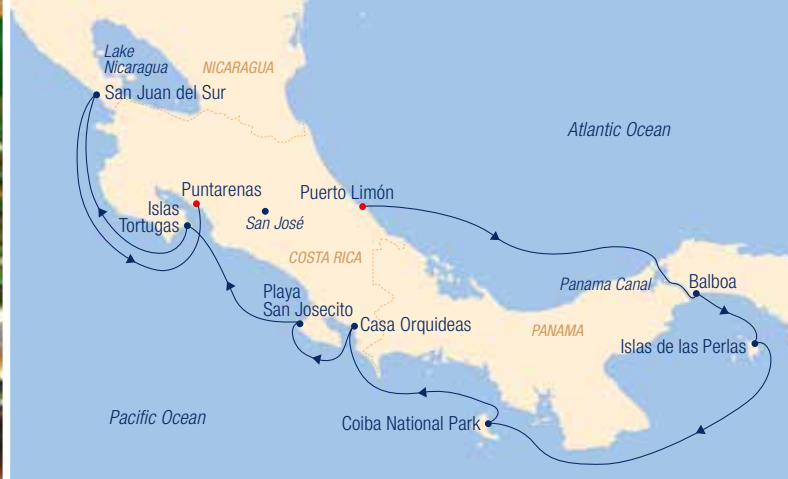 Lake
Nicaragua
NICARAGUA
San Juan del Sur
Atlantic Ocean
Puntarenas
Puerto Limón
Islas
Tortugas
San José
COSTA RICA
Panama Canal
Balboa
Playa
San Josecito
Casa Orquideas
PANAMA
Islas de las Perlas
Pacific Ocean
Coiba National Park